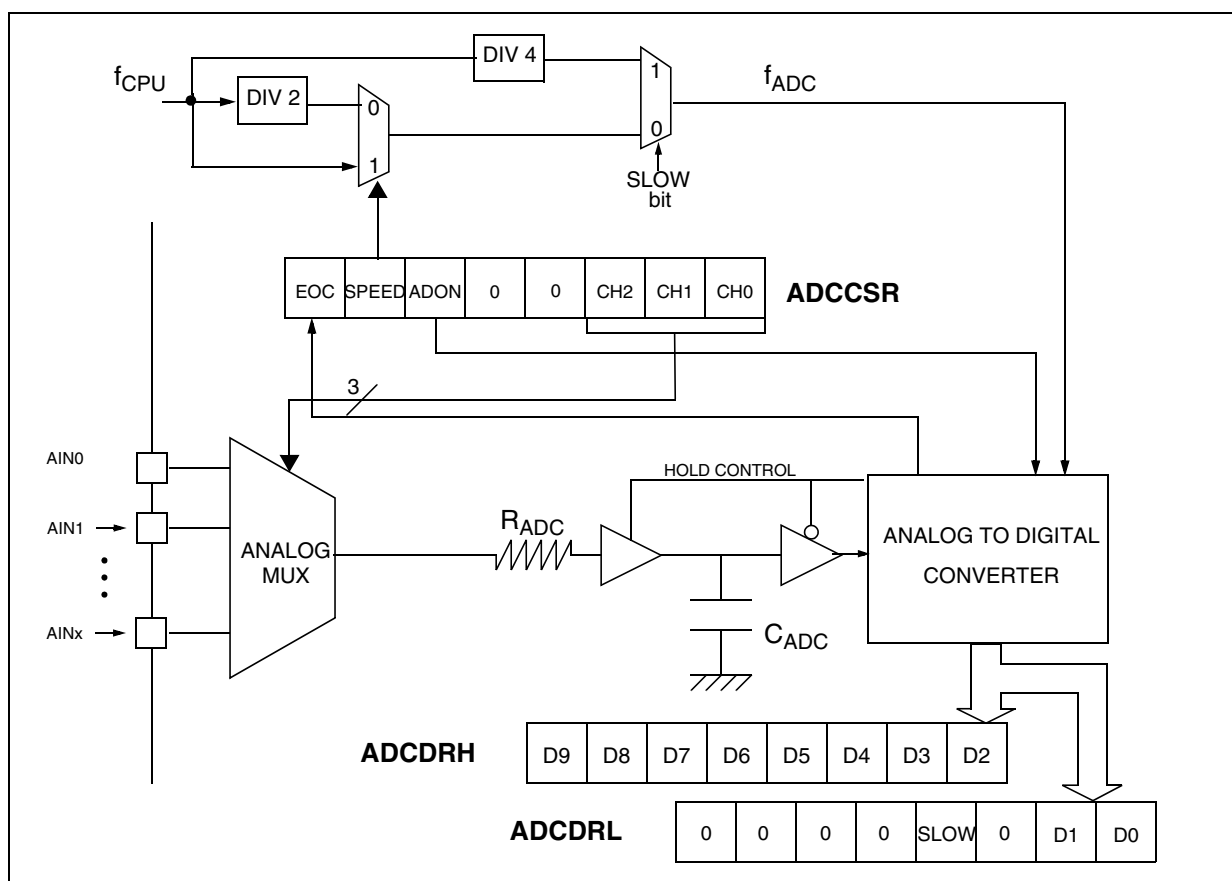 DIV 4
fCPU
DIV 2
0
1
1
0
fADC
SLOW
bit
EOC SPEED ADON 0 0 CH2 CH1 CH0
ADCCSR
3
AIN0
AIN1
AINx
ANALOG
MUX
RADC
HOLD CONTROL
CADC
ANALOG TO DIGITAL
CONVERTER
ADCDRH
D9 D8 D7 D6 D5 D4 D3 D2
ADCDRL
0 0 0 0 SLOW 0 D1 D0